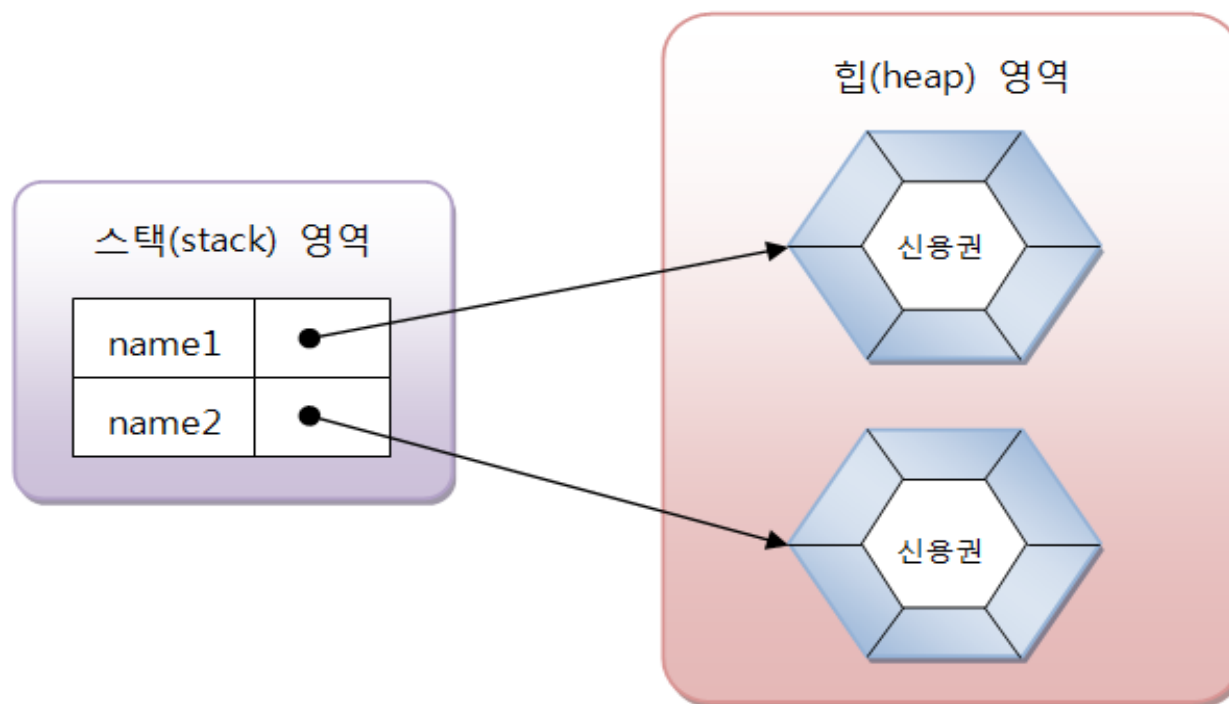 힙(heap) 영역
신용권
스택(stack) 영역
name1
name2
신용권